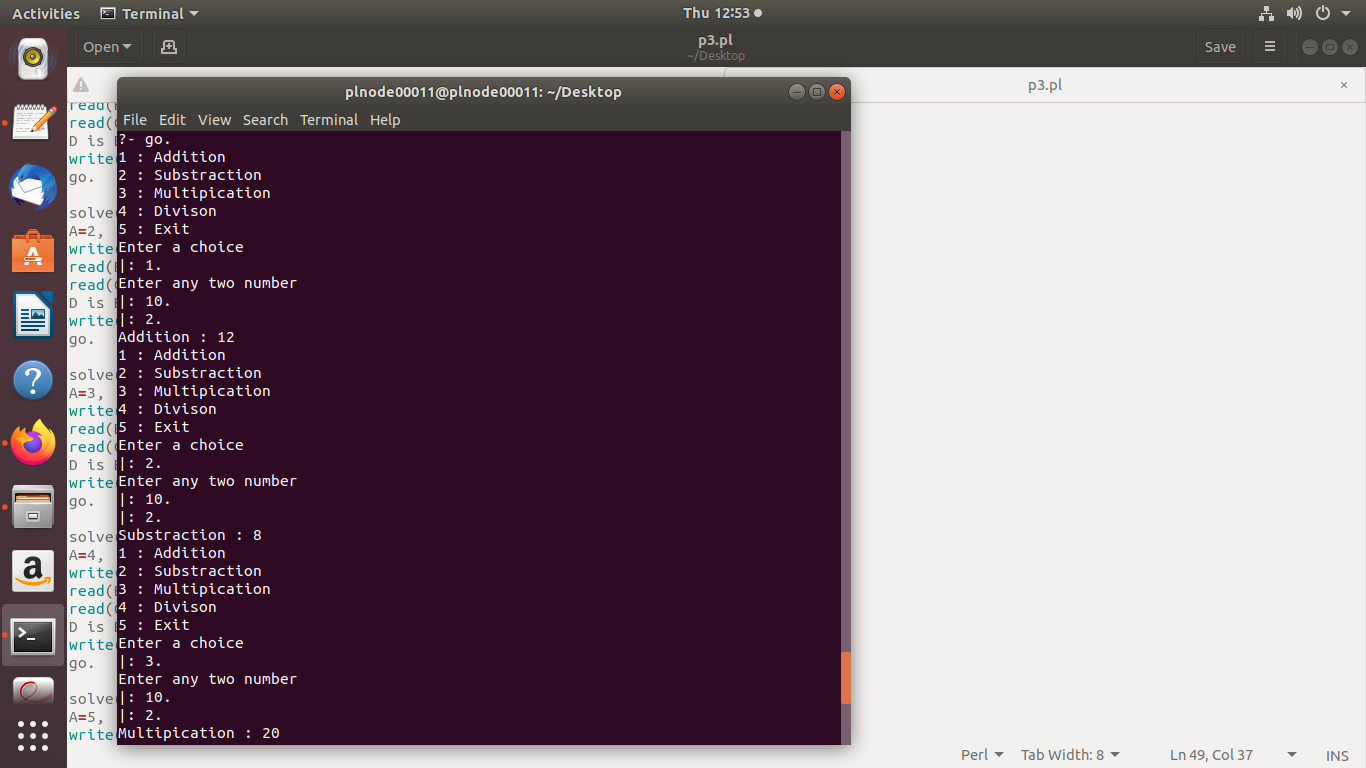 Activities Terminal Thu 12:53
Open p3.pl Save
~/Desktop
p3.pl ×
plnode00011@plnode00011: ~/Desktop
File Edit View Search Terminal Help
?- go.
1 : Addition
2 : Substraction
3 : Multipication
4 : Divison
5 : Exit
Enter a choice
|: 1.
Enter any two number
|: 10.
|: 2.
Addition : 12
1 : Addition
2 : Substraction
3 : Multipication
4 : Divison
5 : Exit
Enter a choice
|: 2.
Enter any two number
|: 10.
|: 2.
Substraction : 8
1 : Addition
2 : Substraction
3 : Multipication
4 : Divison
5 : Exit
Enter a choice
|: 3.
Enter any two number
|: 10.
|: 2.
Multipication : 20
read(
read(
D is
write
go.
solve
A=2,
write
read(
read(
D is
write
go.
solve
A=3,
write
read(
read(
D is
write
go.
solve
A=4,
write
read(
read(
D is
write
go.
solve
A=5,
write
Perl Tab Width: 8 Ln 49, Col 37 INS